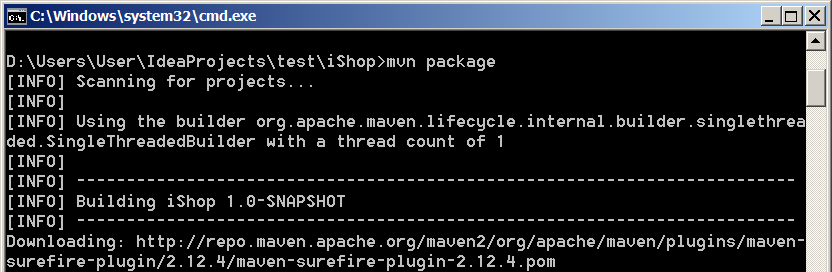 C:\Windows\system32\cmd.exe
D:\Users\User\IdeaProjects\test\iShop>mvn package
[INFO] Scanning for projects...
[INFO]
[INFO] Using the builder org.apache.maven.lifecycle.internal.builder.singlethrea
ded.SingleThreadedBuilder with a thread count of 1
[INFO]
[INFO] ------------------------------------------------------------------------
[INFO] Building iShop 1.0-SNAPSHOT
[INFO] ------------------------------------------------------------------------
Downloading: http://repo.maven.apache.org/maven2/org/apache/maven/plugins/maven-
surefire-plugin/2.12.4/maven-surefire-plugin-2.12.4.pom